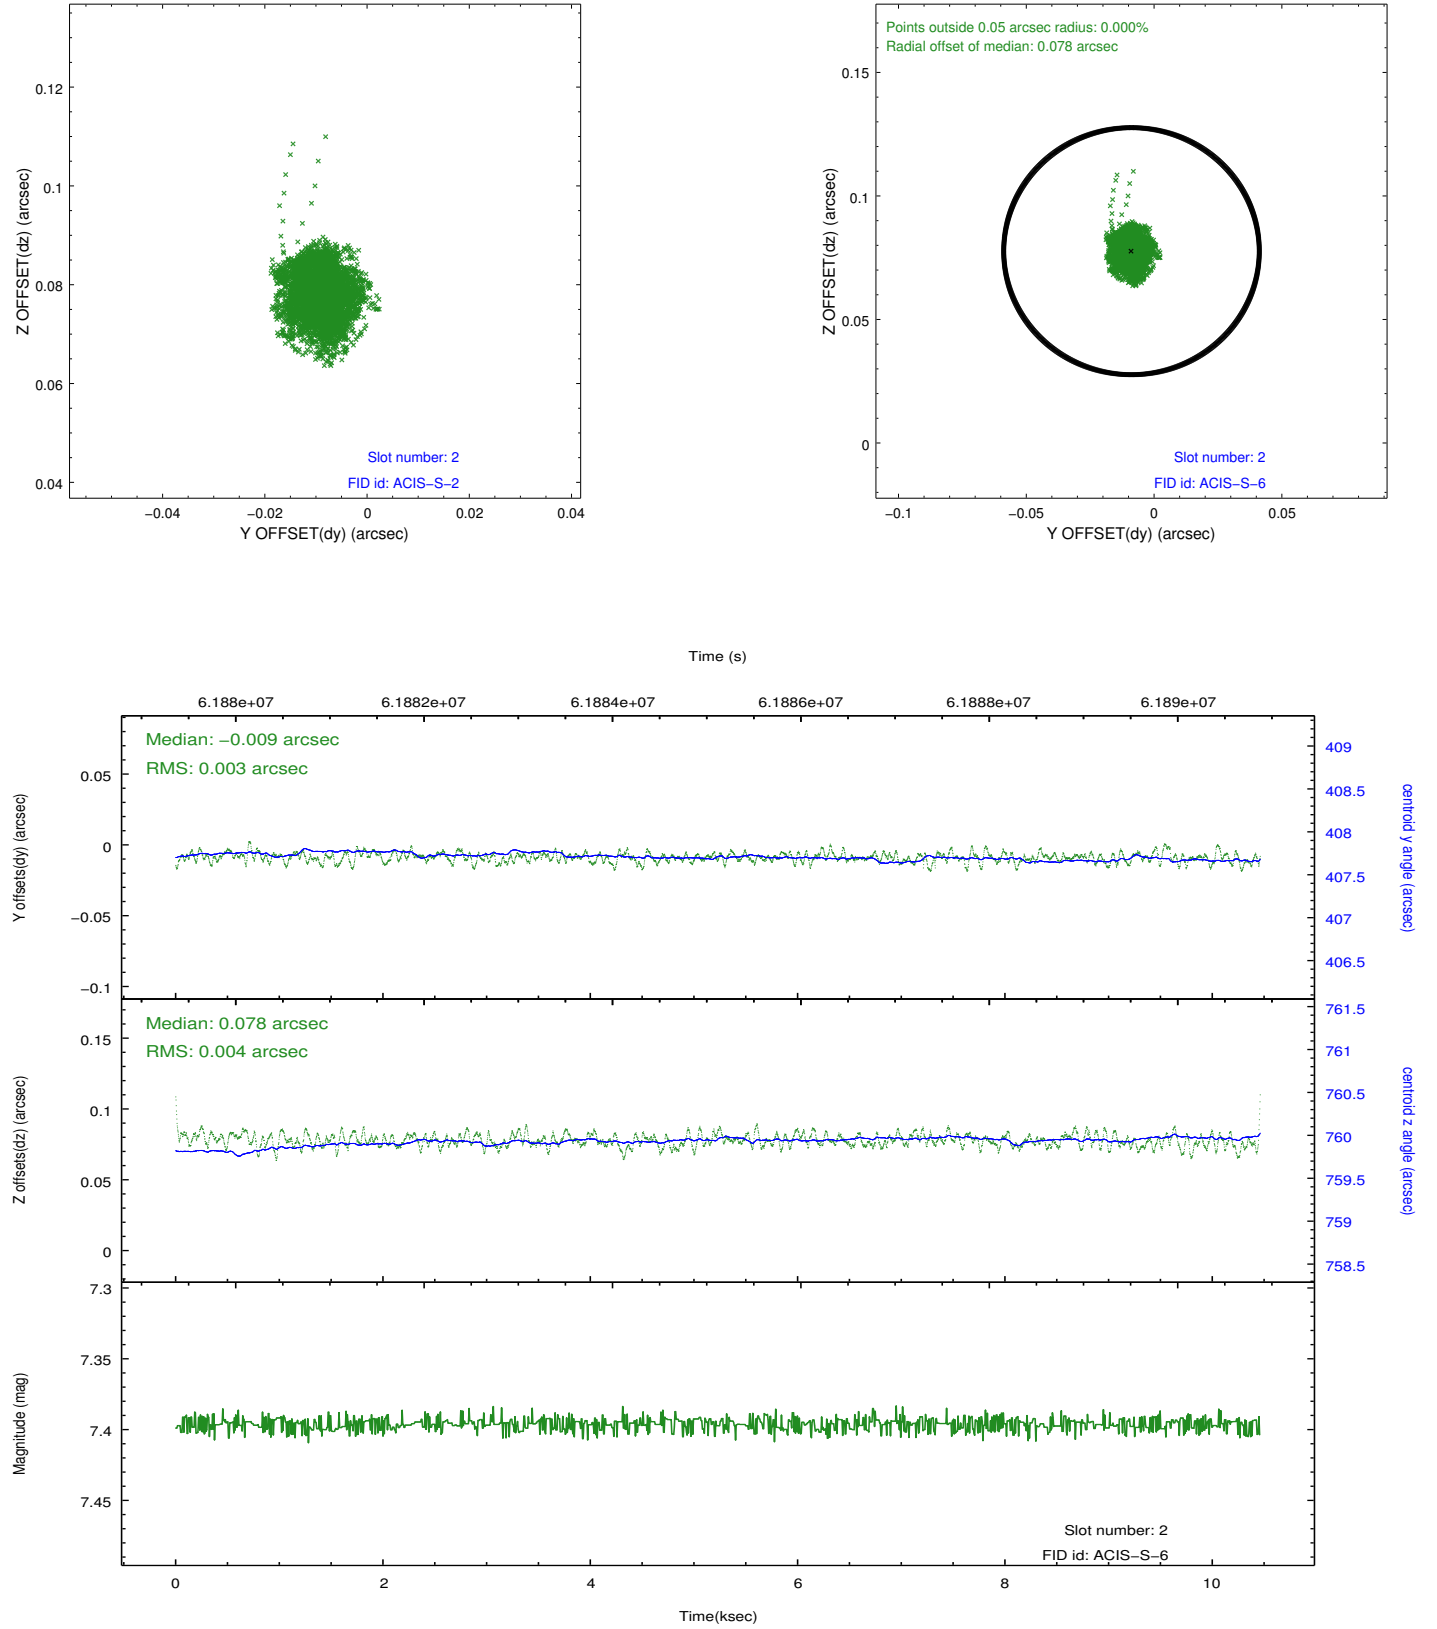 0.12
0.1
0.08
0.06
0.04
Z OFFSET(dz) (arcsec)
Slot number: 2
FID id: ACIS−S−2
−0.04
−0.02
0
0.02
0.04
Y OFFSET(dy) (arcsec)
Points outside 0.05 arcsec radius: 0.000%
Radial offset of median: 0.078 arcsec
0.15
0.1
0.05
0
Z OFFSET(dz) (arcsec)
Slot number: 2
FID id: ACIS−S−6
−0.1
−0.05
0
0.05
Y OFFSET(dy) (arcsec)
Time (s)
6.188e+07
6.1882e+07
6.1884e+07
6.1886e+07
6.1888e+07
6.189e+07
Median: −0.009 arcsec
RMS: 0.003 arcsec
0.05
0
−0.05
−0.1
Y offsets(dy) (arcsec)
409
408.5
408
407.5
407
406.5
centroid y angle (arcsec)
Median: 0.078 arcsec
RMS: 0.004 arcsec
0.15
0.1
0.05
0
Z offsets(dz) (arcsec)
761.5
761
760.5
760
759.5
759
758.5
centroid z angle (arcsec)
7.3
7.35
7.4
7.45
Magnitude (mag)
Slot number: 2
FID id: ACIS−S−6
0
2
4
6
8
10
Time(ksec)